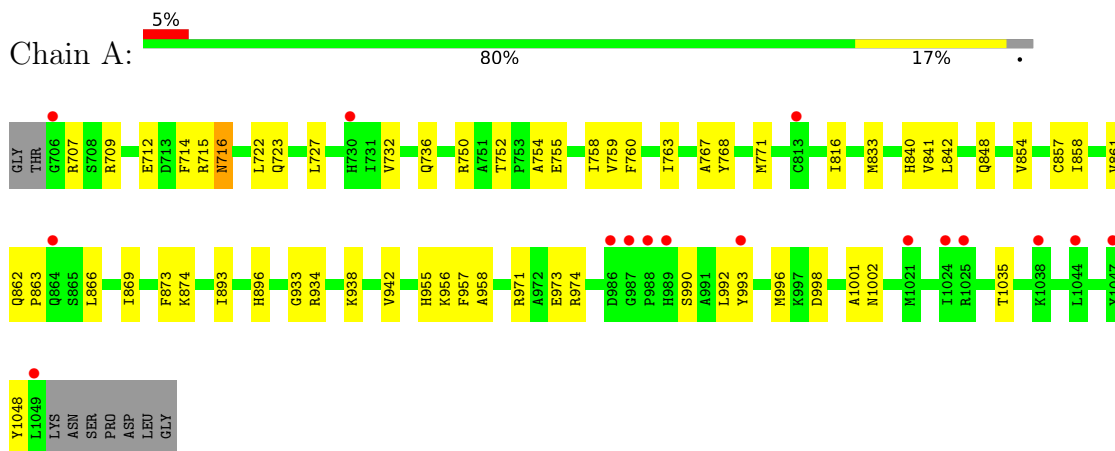 5%
Chain A:
80% 17% •
GLY THR G706 R707 S708 R709 E712 D713 F714 R715 N716 L722 Q723 L727 H730 I731 V732 Q736 R750 A751 T752 P753 A754 E755 I758 V759 F760 I763 A767 Y768 M771 C813 I816 M833 H840 V841 L842 Q848 V854 C857 I858
Q862 P863 Q864 S865 L866 I869 F873 K874 I893 H896 G933 R934 K938 V942 H955 K956 F957 A958 R971 A972 E973 R974 D986 G987 P988 H989 S990 A991 L992 Y993 M996 K997 D998 A1001 N1002 M1021 I1024 R1025 T1035 K1038 L1044
Y1048 L1049 LYS ASN SER PRO ASP LEU GLY